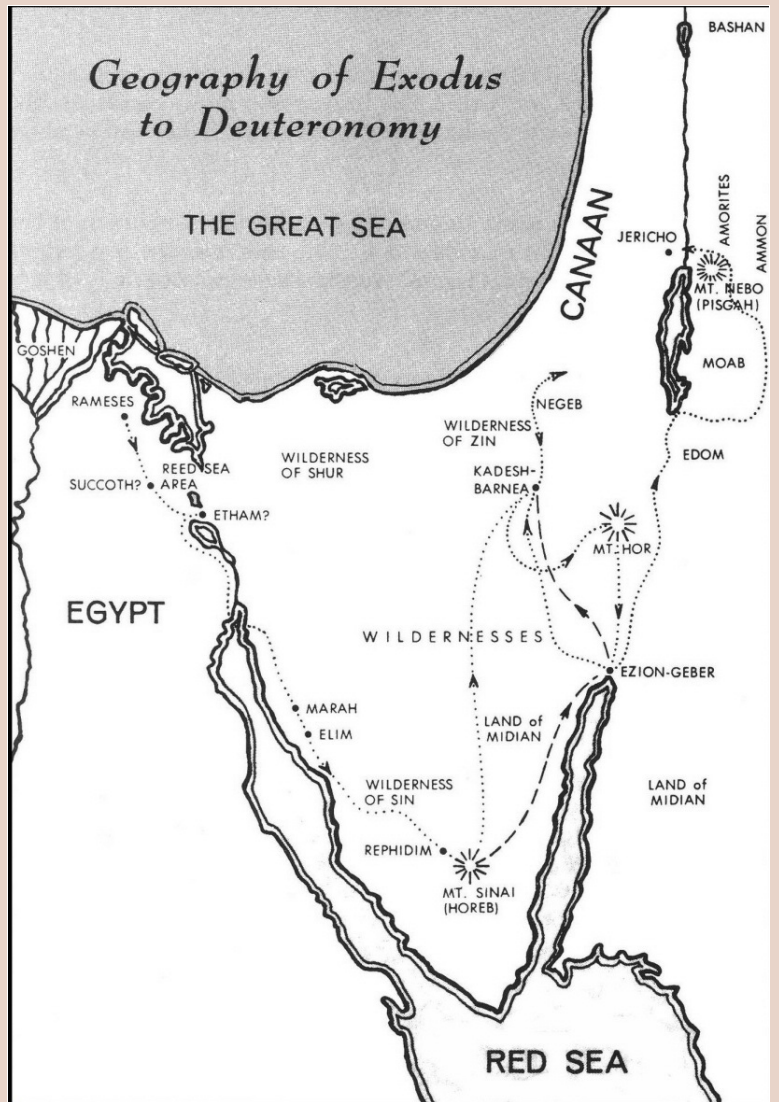 Geography of Exodus
to Deuteronomy
THE GREAT SEA
BASHAN
CANAAN
AMORITES
AMMON
JERICHO
MT. NEBO
(PISGAH)
MOAB
GOSHEN
RAMESES
NEGEB
WILDERNESS
OF ZIN
WILDERNESS
OF SHUR
EDOM
REED SEA
AREA
SUCCOTH?
KADESH-
BARNEA
ETHAM?
MT. HOR
EGYPT
WILDERNESSES
EZION-GEBER
MARAH
ELIM
LAND of
MIDIAN
WILDERNESS
OF SIN
LAND of
MIDIAN
REPHIDIM
MT. SINAI
(HOREB)
RED SEA